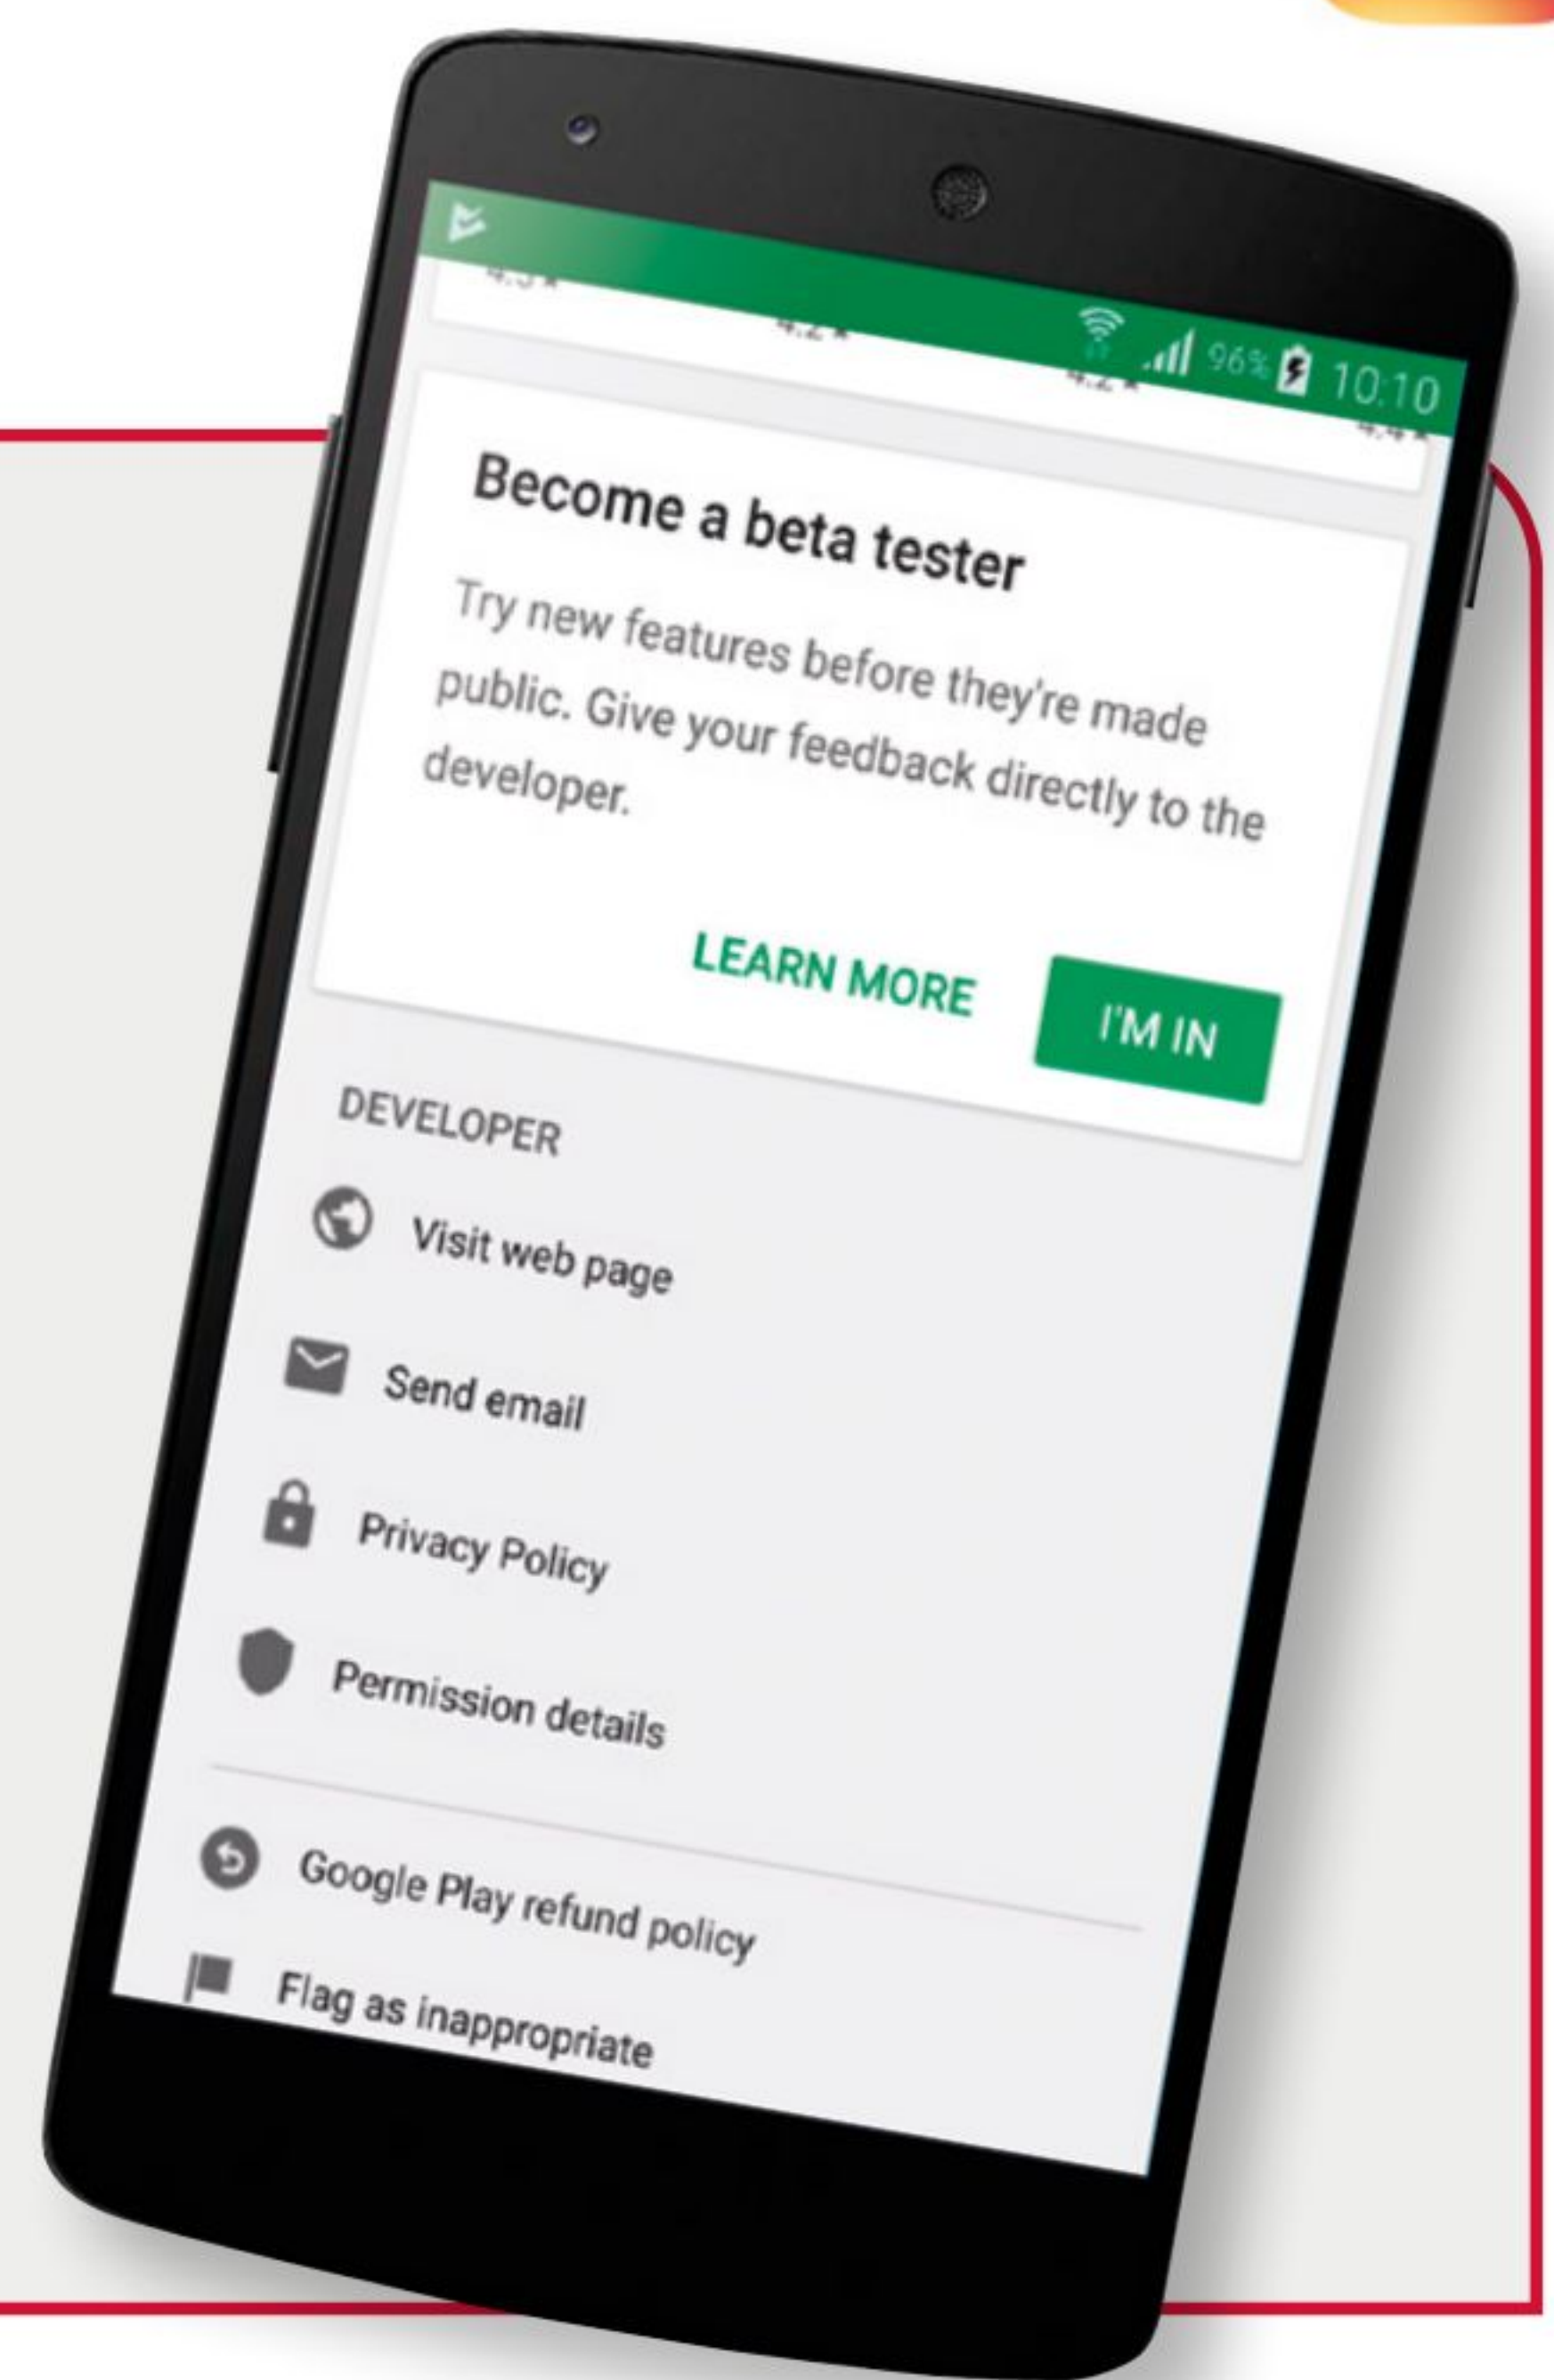 96% 10:10
Become a beta tester
Try new features before they're made
public. Give your feedback directly to the
developer.
LEARN MORE
I'M IN
DEVELOPER
Visit web page
Send email
Privacy Policy
Permission details
Google Play refund policy
Flag as inappropriate